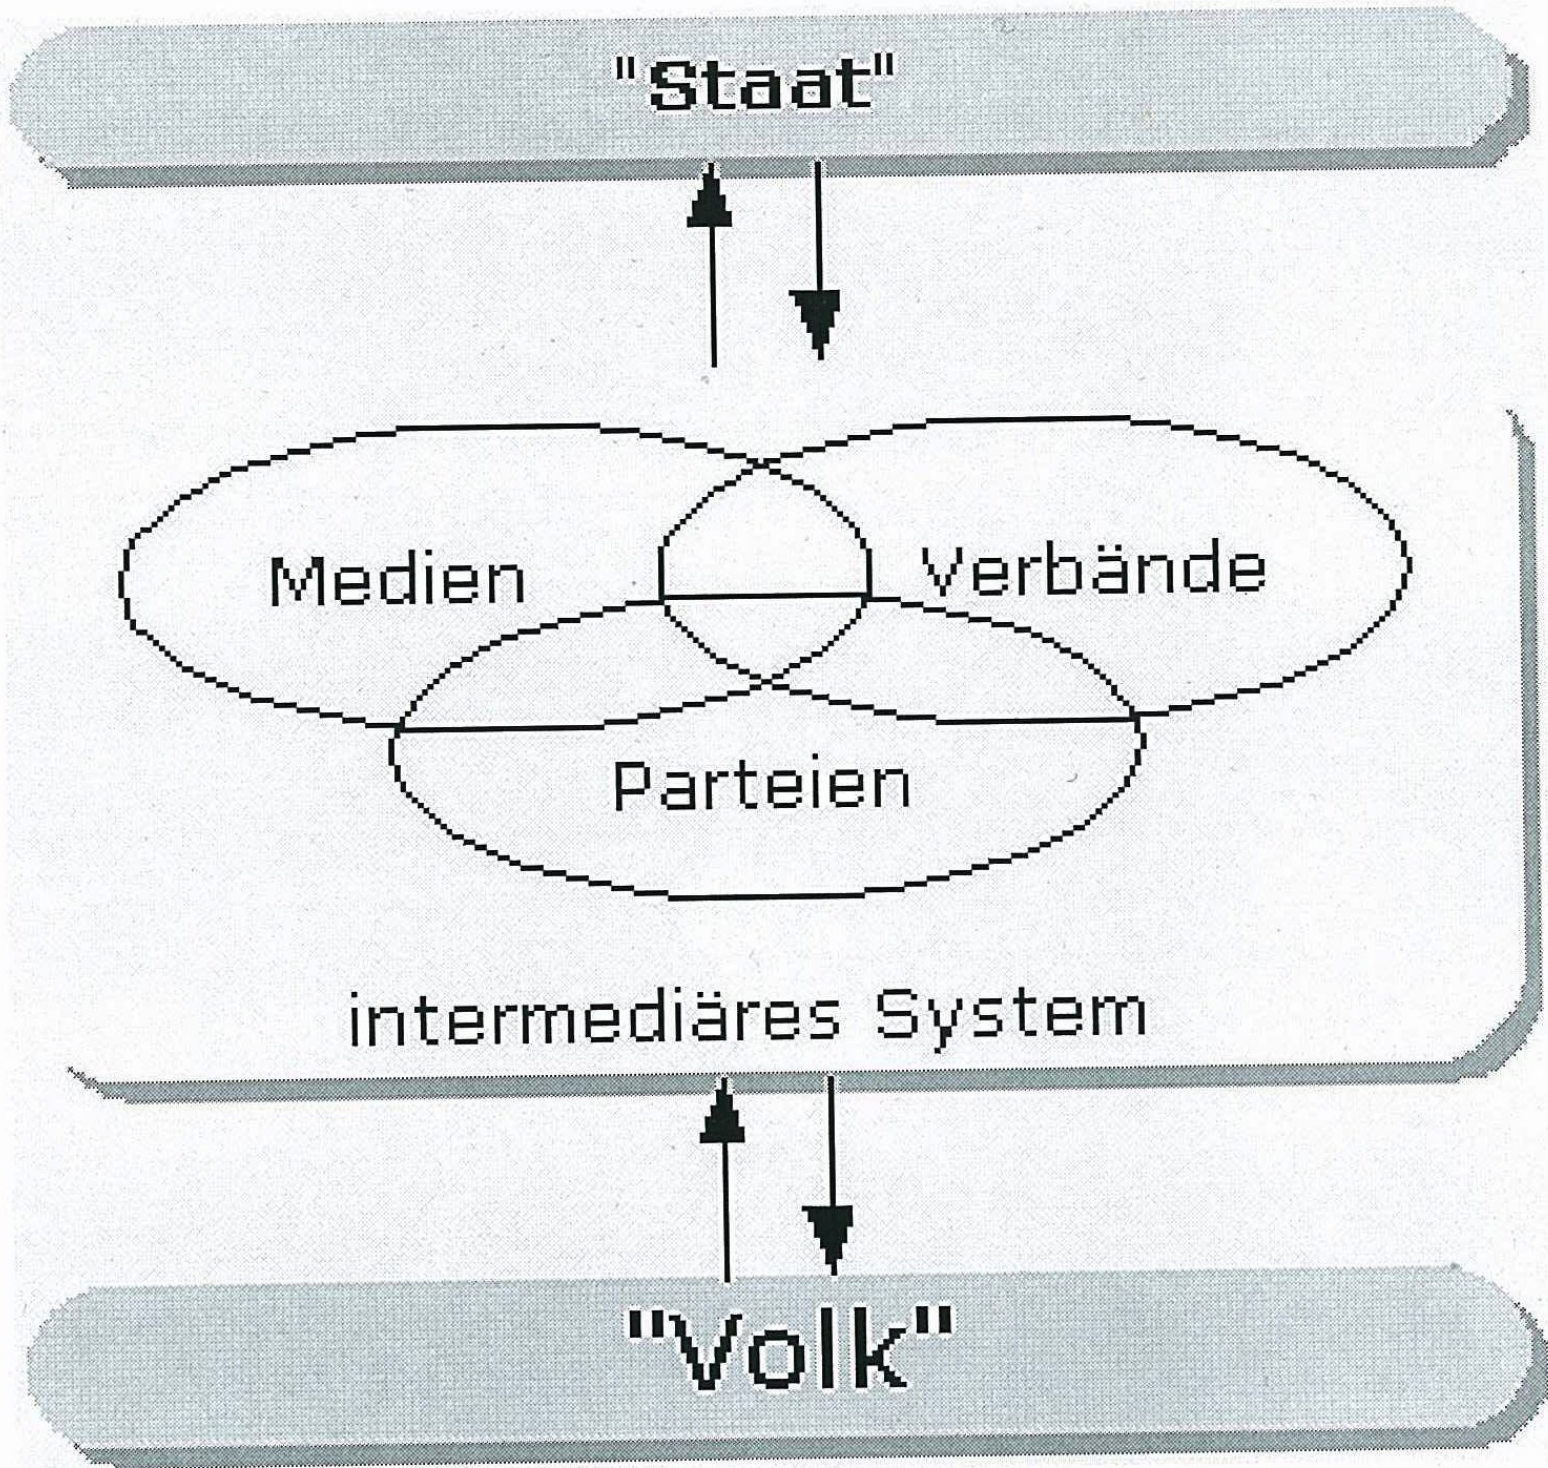 "Staat"
Medien
Verbände
Parteien
intermediäres System
"Volk"